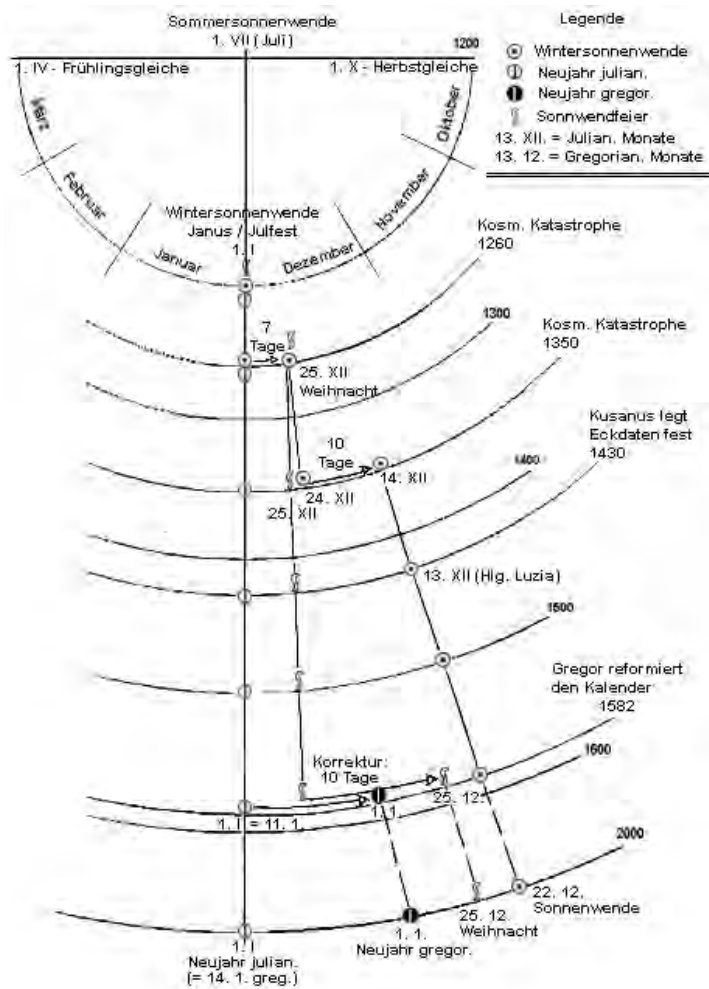 Sommersonnenwende
1. VII (Juli)
1200
1. IV - Frühlingsgleiche
1. X - Herbstgleiche
Legende
Wintersonnenwende
Neujahr julian.
Neujahr gregor.
Sonnwendfeier
13. XII. = Julian. Monate
13. 12. = Gregorian. Monate
März
Oktober
Februar
November
Januar
Dezember
Wintersonnenwende
Janus / Julfest
1. I
Kosm. Katastrophe
1260
7
Tage
1300
25. XII
Weihnacht
Kosm. Katastrophe
1350
10
Tage
24. XII
14. XII
25. XII
Kusanus legt
Eckdaten fest
1430
1400
13. XII (Hlg. Luzia)
1500
Gregor reformiert
den Kalender
1582
Korrektur:
10 Tage
1600
1. I = 11. 1.
1. 1.
25. 12.
2000
22. 12.
Sonnenwende
25. 12.
Weihnacht
1. 1.
Neujahr gregor.
1. I
Neujahr julian.
(= 14. 1. greg.)